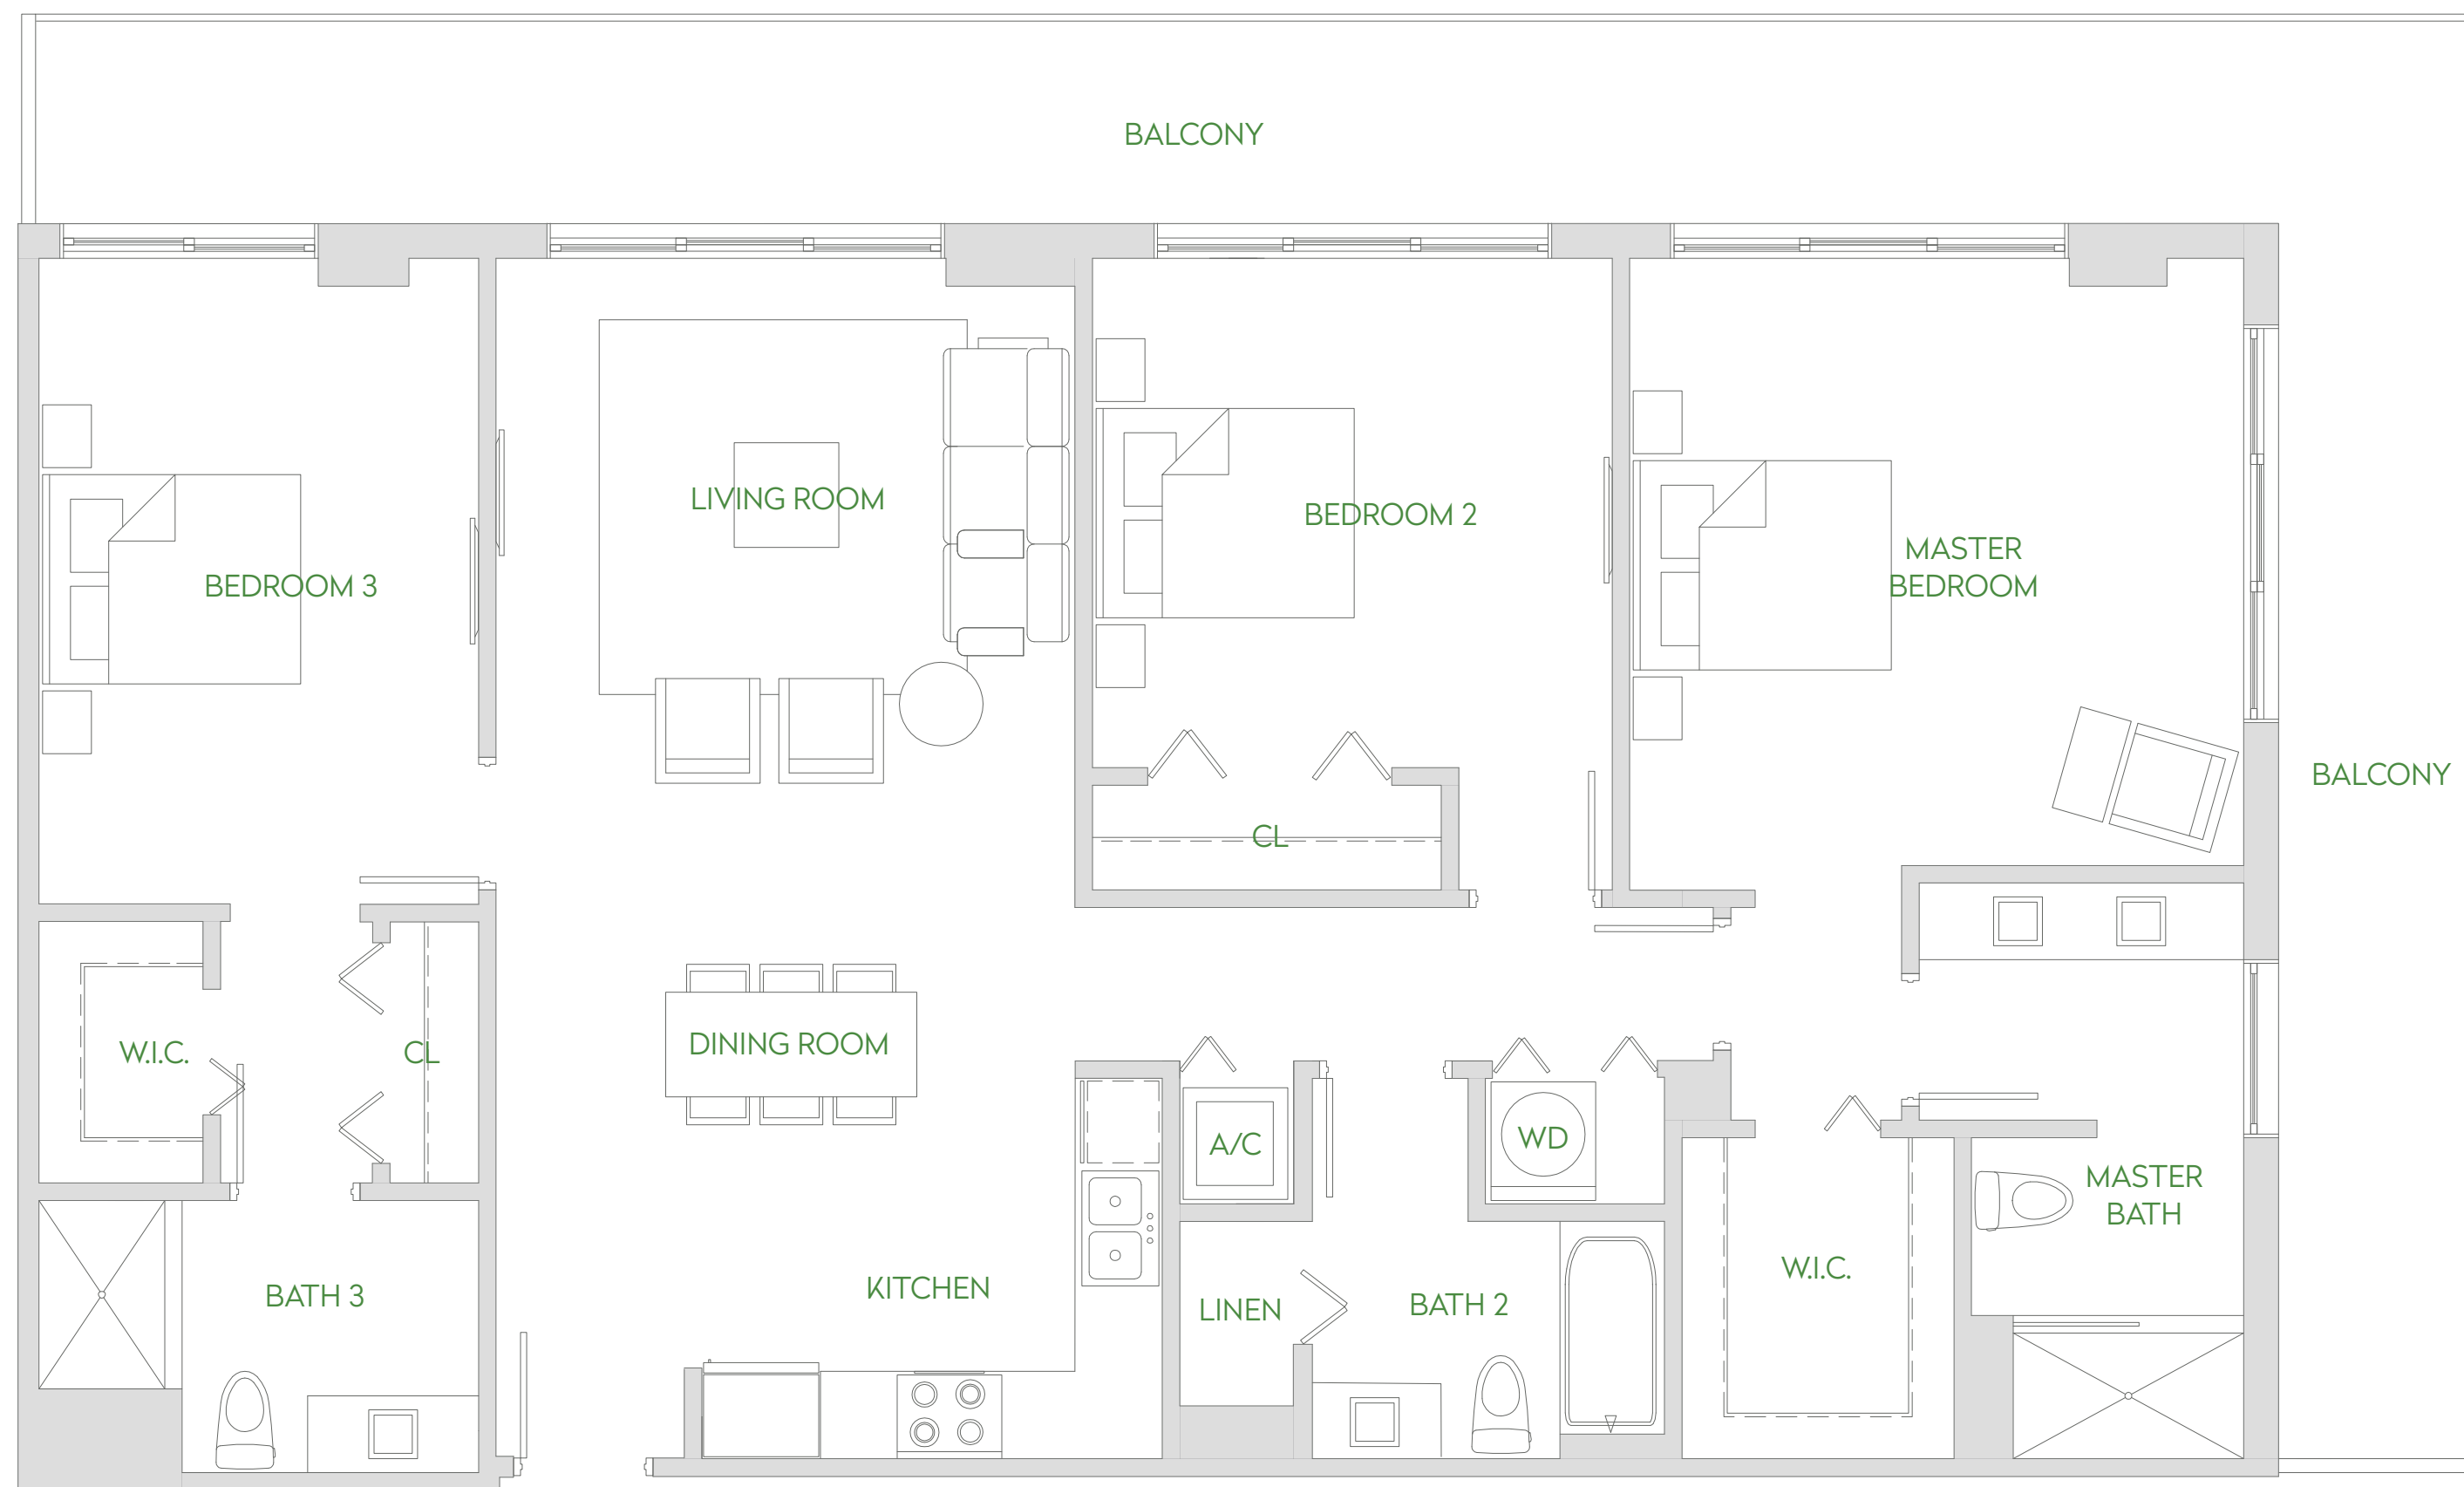 BALCONY
LIVING ROOM
BEDROOM 2
MASTER
BEDROOM
BEDROOM 3
BALCONY
CL
DINING ROOM
W.I.C.
CL
A/C
WD
MASTER
BATH
W.I.C.
KITCHEN
BATH 3
LINEN
BATH 2